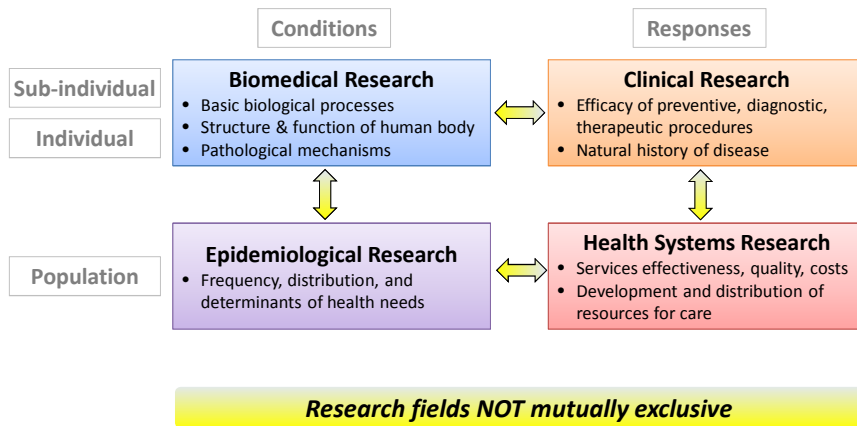 Conditions
Responses
Sub-individual
Individual
Biomedical Research
• Basic biological processes
• Structure & function of human body
• Pathological mechanisms
Clinical Research
• Efficacy of preventive, diagnostic,
therapeutic procedures
• Natural history of disease
Population
Epidemiological Research
• Frequency, distribution, and
determinants of health needs
Health Systems Research
• Services effectiveness, quality, costs
• Development and distribution of
resources for care
Research fields NOT mutually exclusive